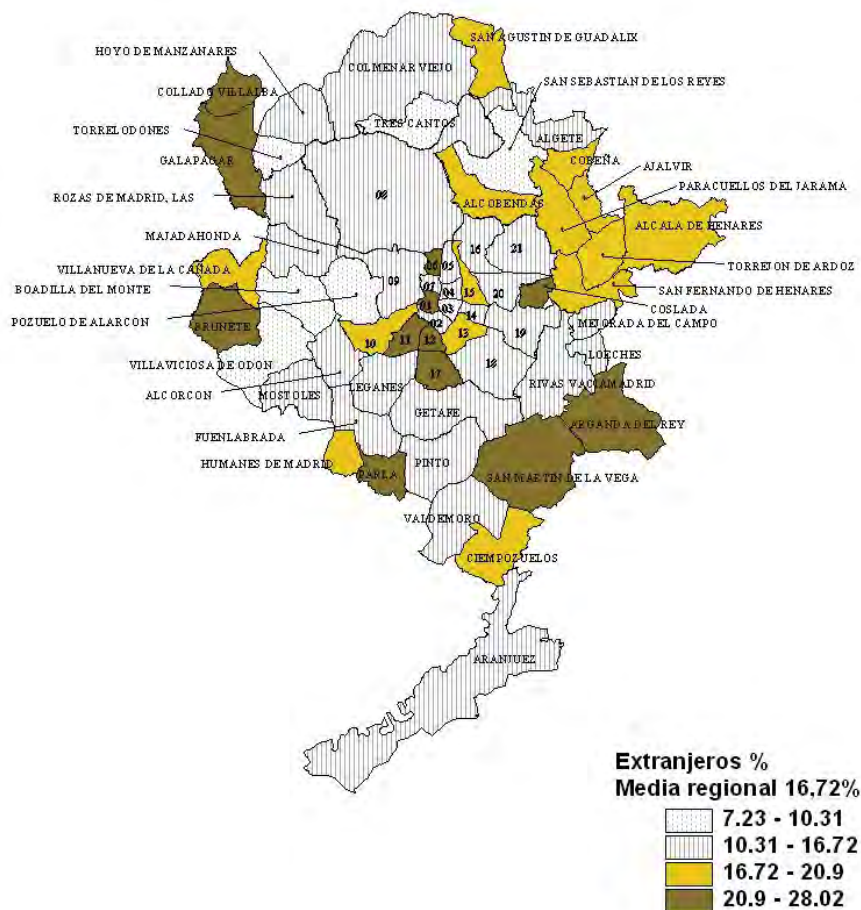 SAN AGUSTIN DE GUADALIX
HOYO DE MANZANARES
COLMENAR VIEJO
SAN SEBASTIAN DE LOS REYES
COLLADO VILLALBA
TRES CANTOS
TORRELODONES
ALGETE
GALAPAGAR
COBEÑA
AJALVIR
PARACUELLOS DEL JARAMA
ROZAS DE MADRID, LAS
08
ALCOBENDAS
ALCALA DE HENARES
MAJADAHONDA
16
21
VILLANUEVA DE LA CAÑADA
06
05
TORREJON DE ARDOZ
09
BOADILLA DEL MONTE
07
04
15
20
SAN FERNANDO DE HENARES
01
03
14
COSLADA
POZUELO DE ALARCON
BRUNETE
02
MEJORADA DEL CAMPO
10
11
12
13
19
LOECHES
VILLAVICIOSA DE ODON
18
17
ALCORCON
MOSTOLES
LEGANES
RIVAS VACIAMADRID
GETAFE
ARGANDA DEL REY
FUENLABRADA
HUMANES DE MADRID
PINTO
PARLA
SAN MARTIN DE LA VEGA
VALDEMORO
CIEMPOZUELOS
ARANJUEZ
Extranjeros %
Media regional 16,72%
7.23 - 10.31
10.31 - 16.72
16.72 - 20.9
20.9 - 28.02